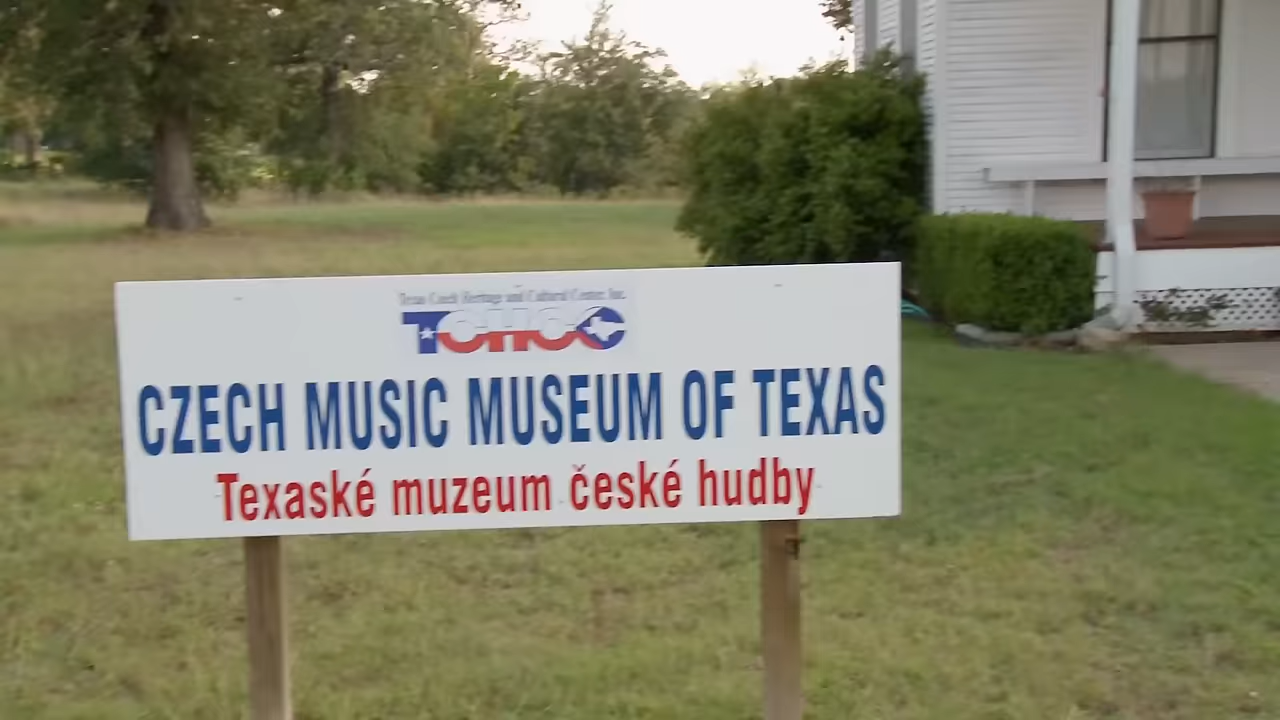 Texas Czech Heritage and Cultural Center, Inc.
TCHCC
CZECH MUSIC MUSEUM OF TEXAS
Texaské muzeum české hudby